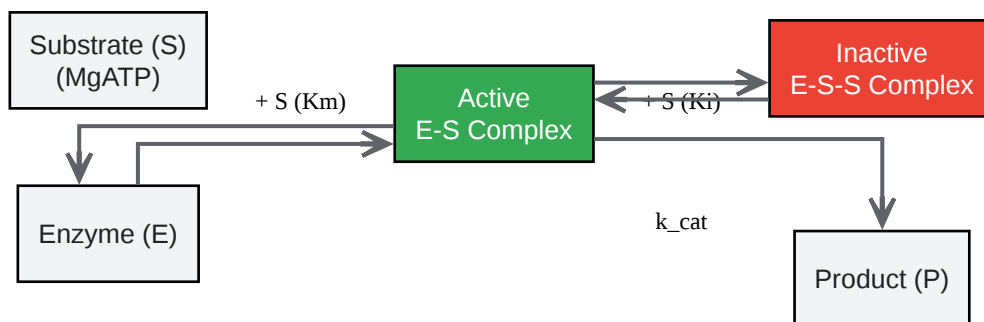 Substrate (S)
(MgATP)
+ S (Km)
Active
E-S Complex
+ S (Ki)
Inactive
E-S-S Complex
Enzyme (E)
k_cat
Product (P)